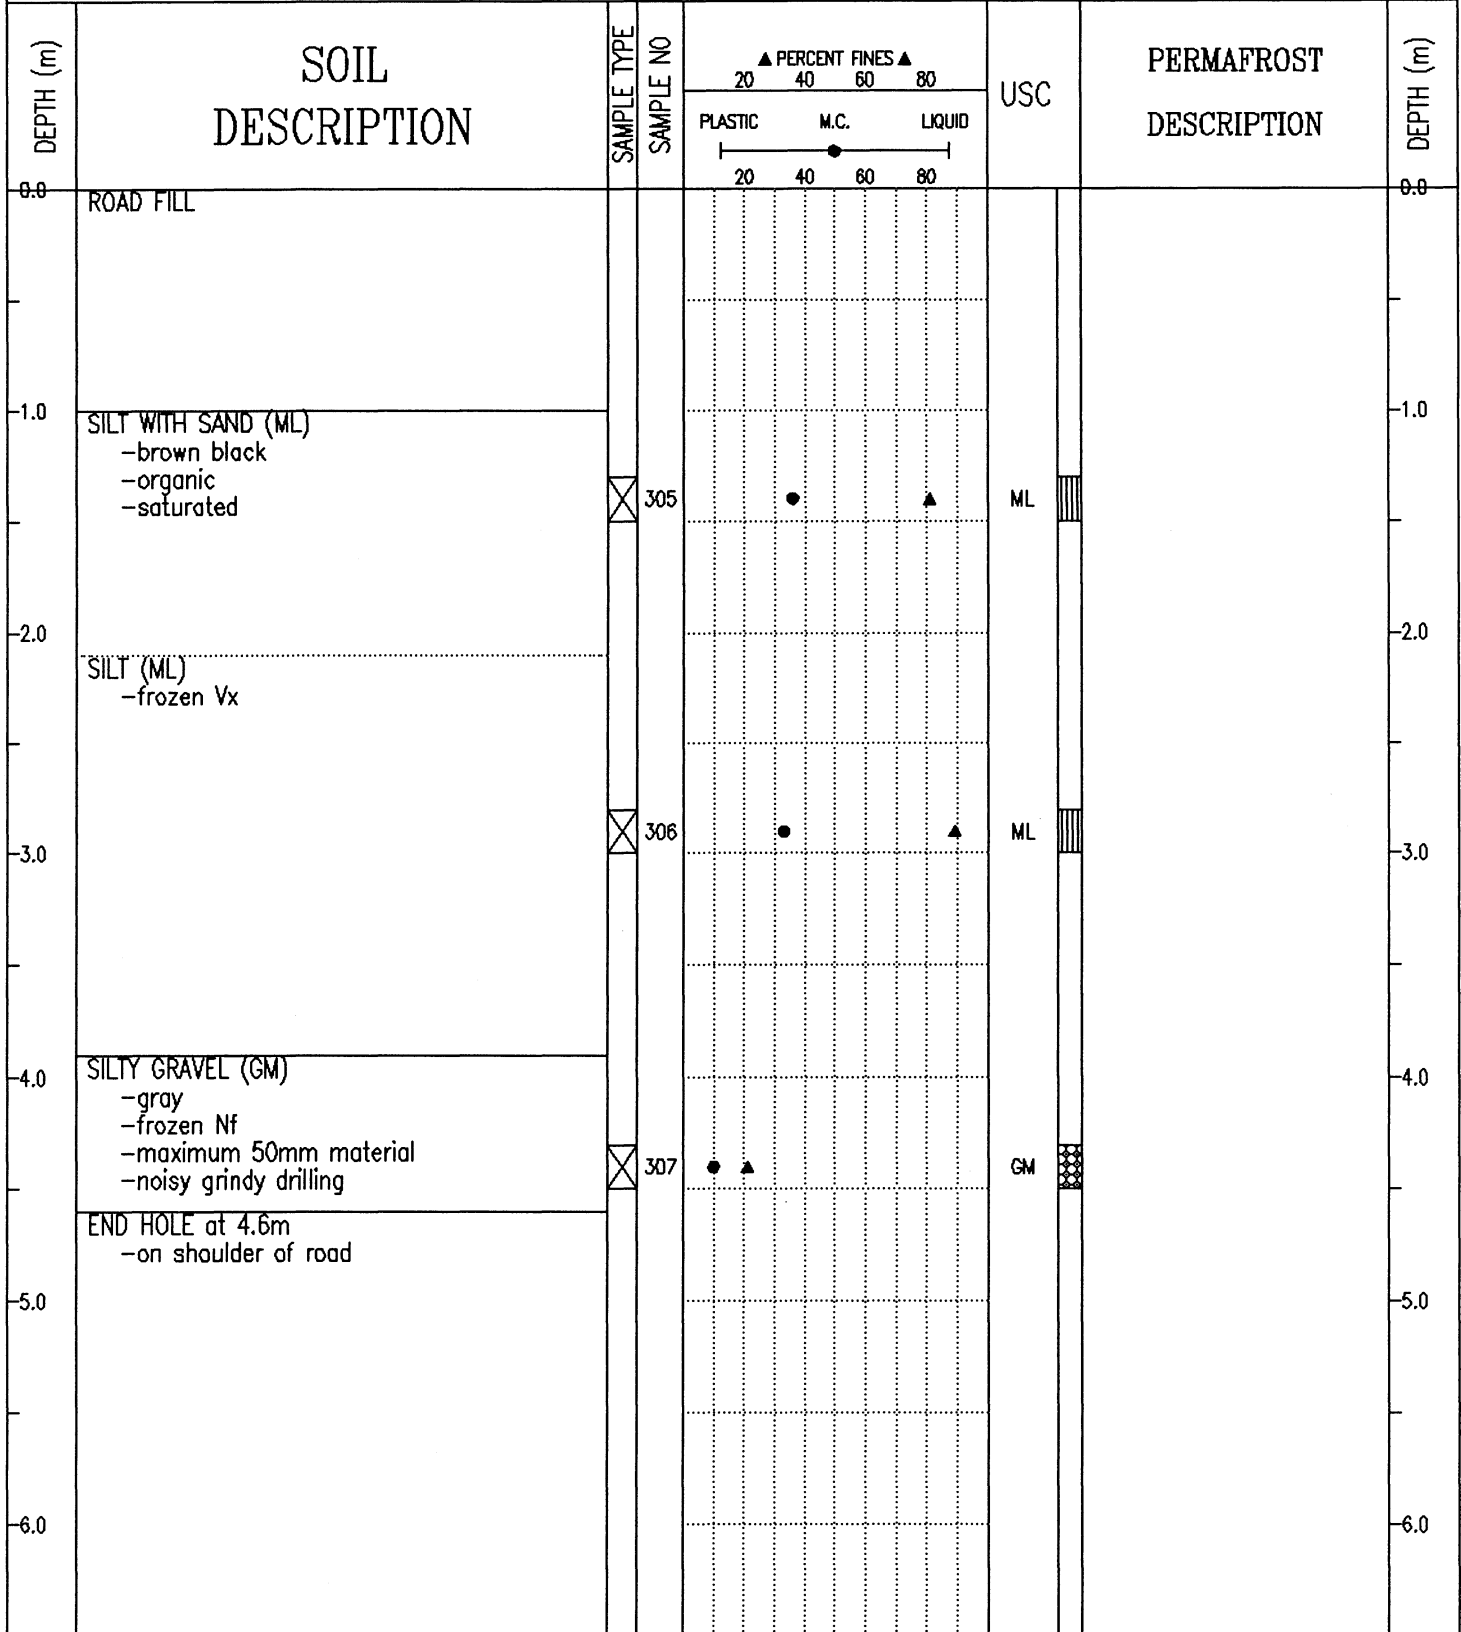 DEPTH (m)
SOIL
DESCRIPTION
SAMPLE TYPE
SAMPLE NO
▲ PERCENT FINES ▲
20 40 60 80
PLASTIC M.C. LIQUID
20 40 60 80
USC
PERMAFROST
DESCRIPTION
DEPTH (m)
0.0 0.0
ROAD FILL
1.0 1.0
SILT WITH SAND (ML)
-brown black
-organic
-saturated
305 ML
2.0 2.0
SILT (ML)
-frozen Vx
306 ML
3.0 3.0
SILTY GRAVEL (GM)
4.0 4.0
-gray
-frozen Nf
-maximum 50mm material
-noisy grindy drilling
307 GM
END HOLE at 4.6m
-on shoulder of road
5.0 5.0
6.0 6.0